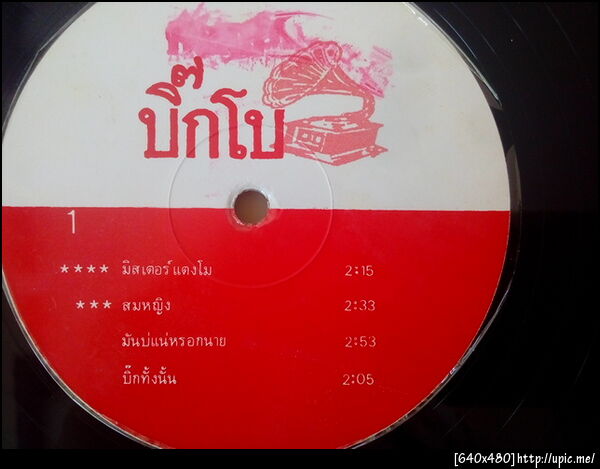 บิ๊กโบ
1
**** มิสเตอร์แตงโม 2:15
*** สมหญิง 2:33
มันบ่แน่หรอกนาย 2:53
บิ๊กทั้งนั้น 2:05
[640x480]http://upic.me/